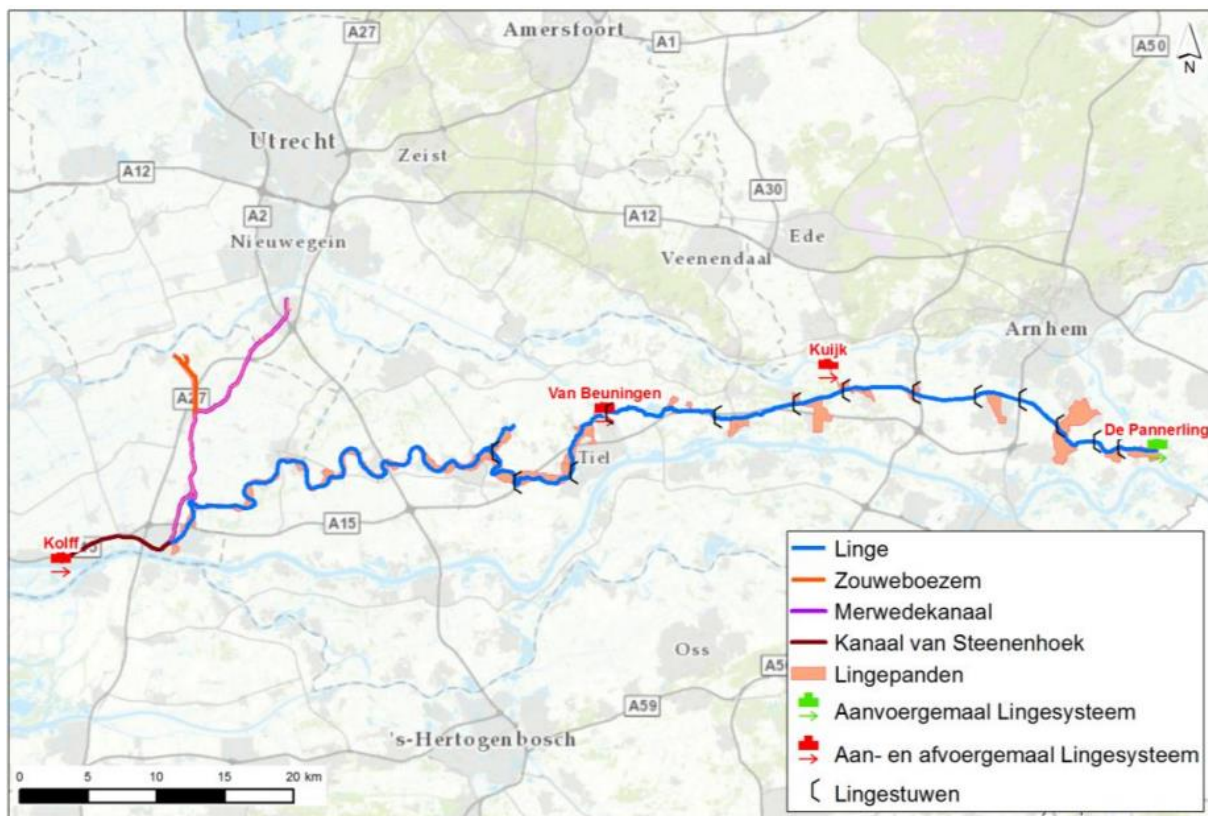 A27
Amersfoort
A1
A50
N
Utrecht
Zeist
A12
A30
A2
A12
Ede
Nieuwegein
Veenendaal
Arnhem
Kuijk
A27
Van Beuningen
De Pannerling
Tiel
A15
Kolff
Oss
A59
's-Hertogenbosch
Linge
Zouweboezem
Merwedekanaal
Kanaal van Steenenhoek
Lingepanden
Aanvoergemaal Lingesysteem
Aan- en afvoergemaal Lingesysteem
Lingestuwen
0 5 10 15 20 km